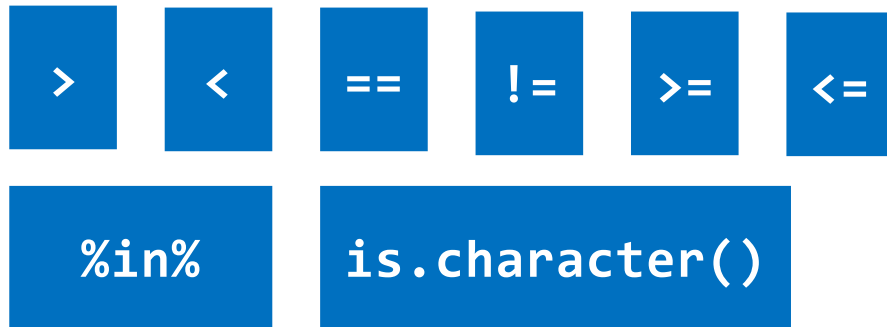 > < == != >= <=
%in% is.character()